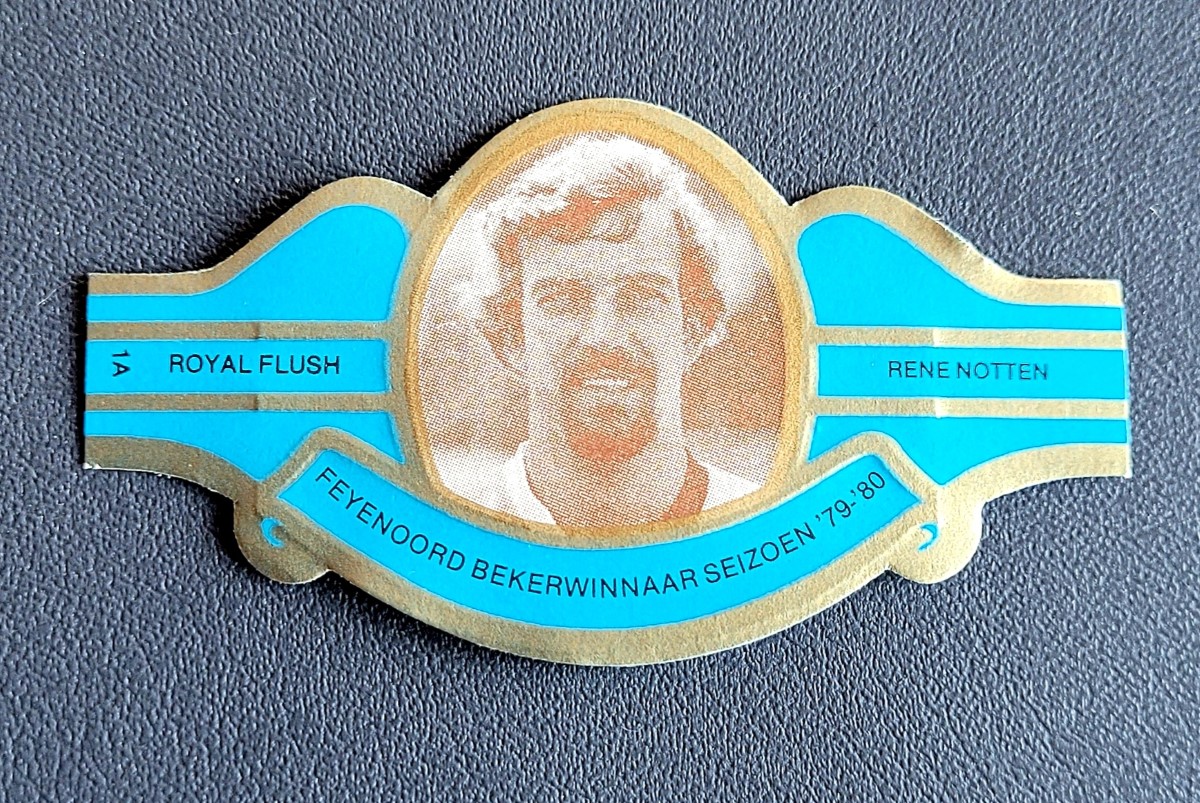 1A
ROYAL FLUSH
RENE NOTTEN
FEYENOORD BEKERWINNAAR SEIZOEN '79-'80